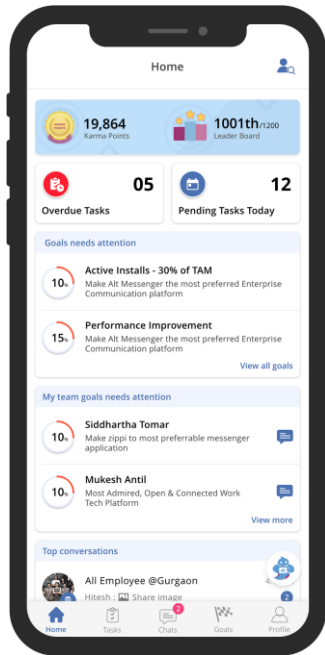 Home
19,864
Karma Points
1001th/1200
Leader Board
05
Overdue Tasks
12
Pending Tasks Today
Goals needs attention
10%
Active Installs - 30% of TAM
Make Alt Messenger the most preferred Enterprise
Communication platform
15%
Performance Improvement
Make Alt Messenger the most preferred Enterprise
Communication platform
View all goals
My team goals needs attention
10%
Siddhartha Tomar
Make zippi to most preferrable messenger
application
10%
Mukesh Antil
Most Admired, Open & Connected Work
Tech Platform
View more
Top conversations
All Employee @Gurgaon
Hitesh : Share image
2
Home
Tasks
2
Chats
Goals
Profile